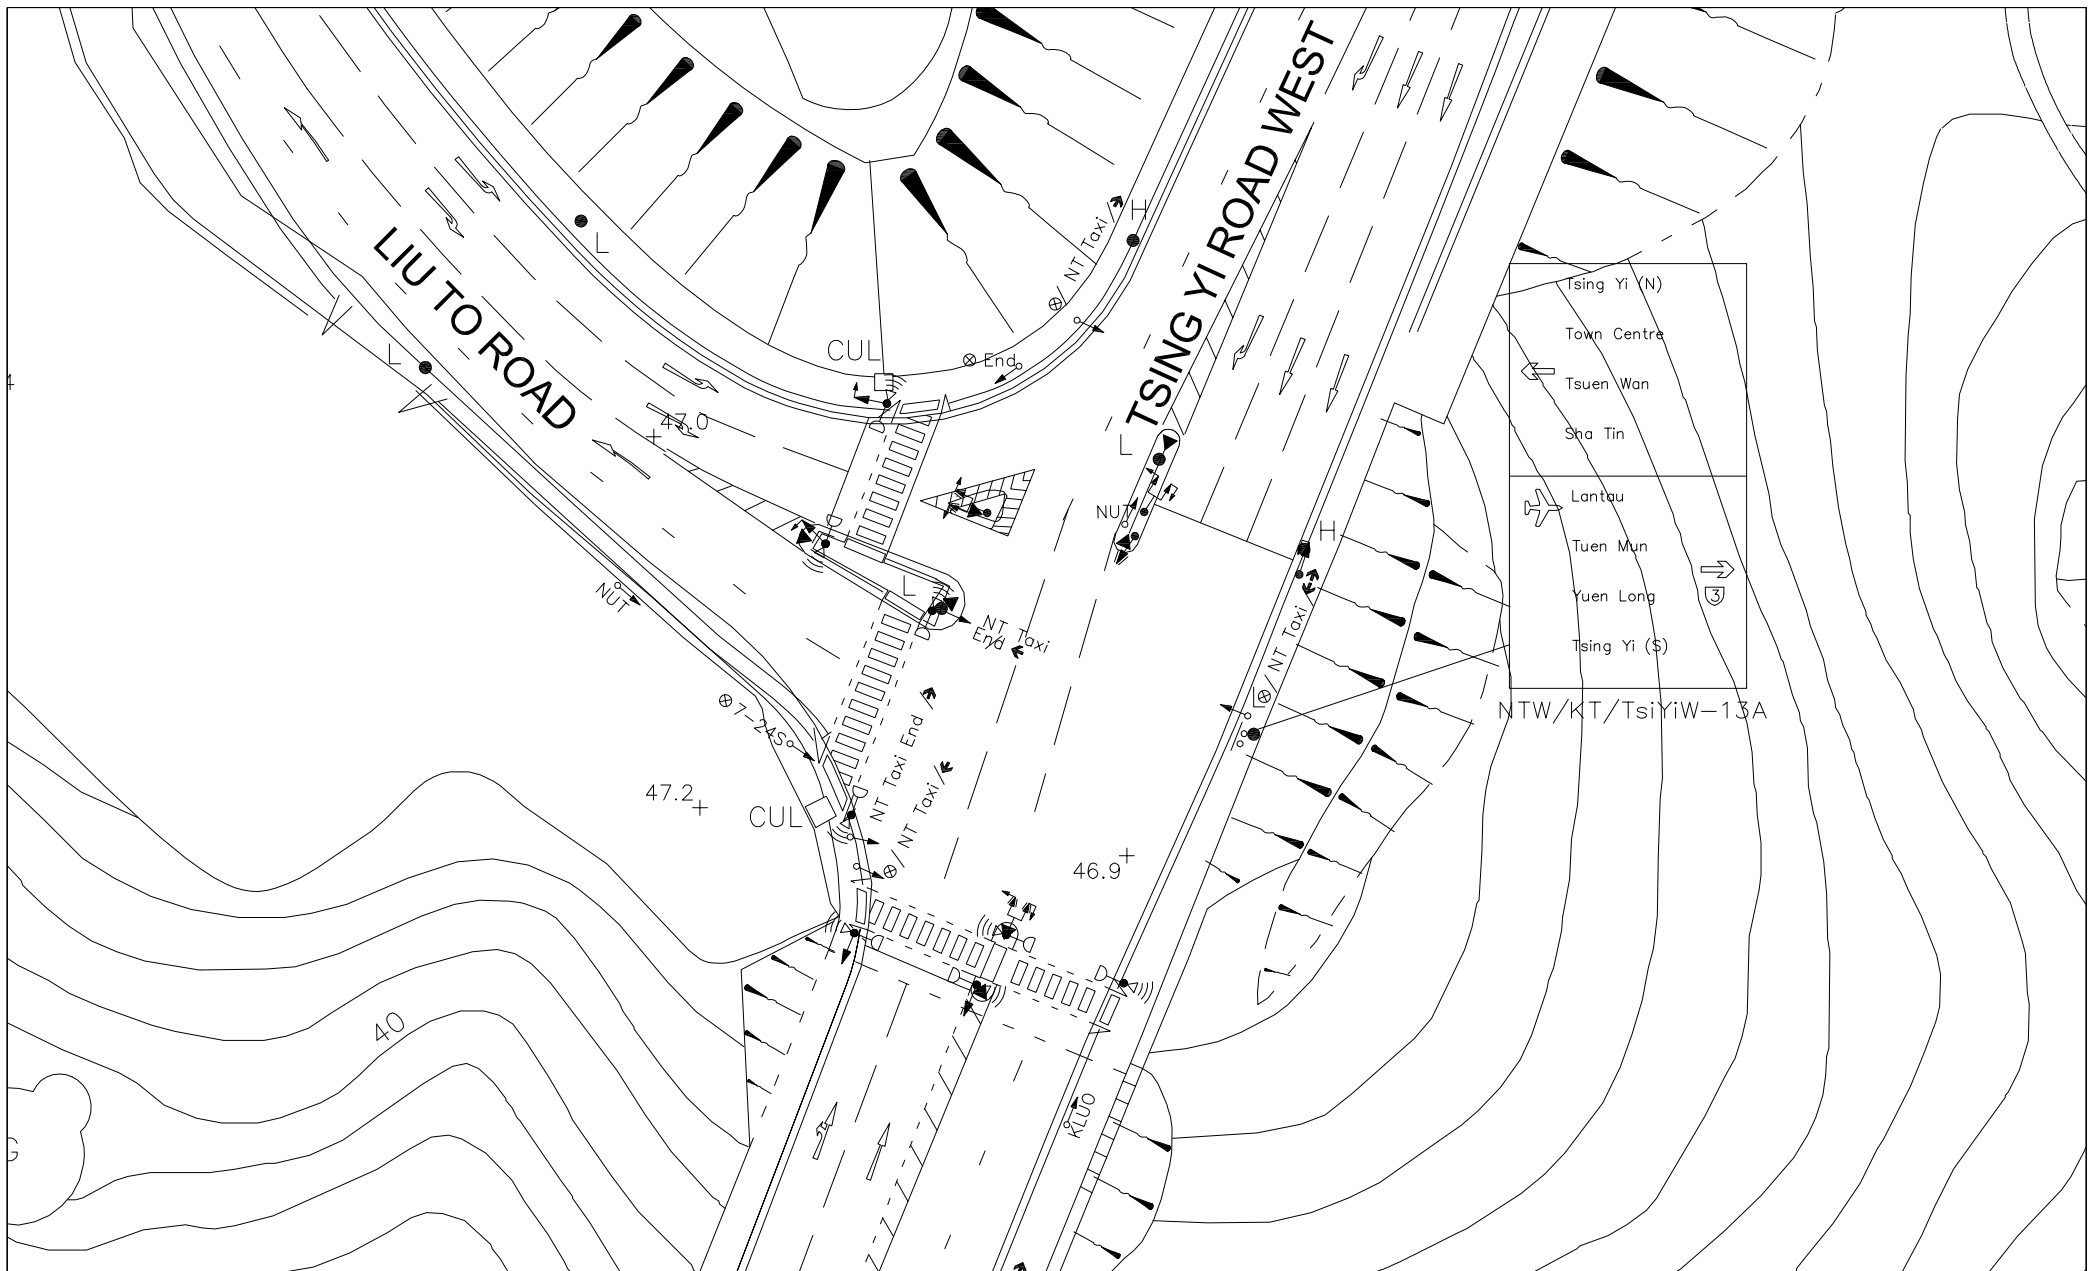 TSING YI ROAD WEST
LIU TO ROAD
L
H
⊗/ NT Taxi/
CUL
⊗ End
L
47.0
L
NUT
H
Tsing Yi (N)
Town Centre
Tsuen Wan
Sha Tin
Lantau
Tuen Mun
Yuen Long
3
Tsing Yi (S)
NTW/KT/TsiYiW-13A
4
NUT
L
NT Taxi
End
⊗/ NT Taxi/
L
⊗ 7-24S
NT Taxi End
⊗/ NT Taxi/
47.2
CUL
46.9
40
KLUO
G